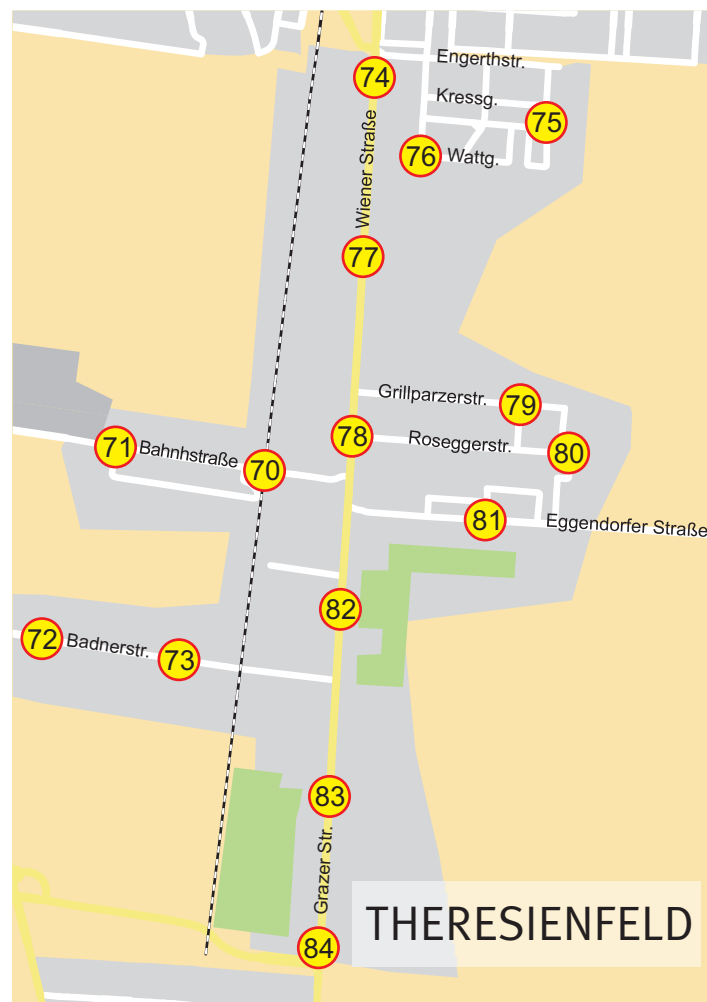 Engerthstr.
74
Kressg.
75
76
Wattg.
Wiener Straße
77
Grillparzerstr.
79
78
Roseggerstr.
80
71
Bahnhstraße
70
81
Eggendorfer Straße
82
72
Badnerstr.
73
83
Grazer Str.
THERESIENFELD
84